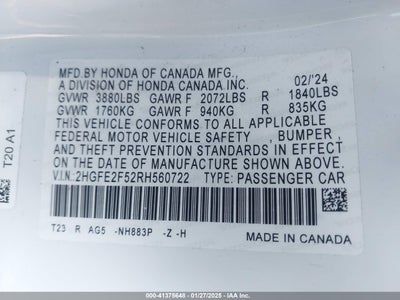 MFD.BY HONDA OF CANADA MFG.,
A DIVISION OF HONDA CANADA INC. 02/'24
GVWR 3880LBS GAWR F 2072LBS R 1840LBS
GVWR 1760KG GAWR F 940KG R 835KG
THIS VEHICLE CONFORMS TO ALL APPLICABLE
FEDERAL MOTOR VEHICLE SAFETY , BUMPER ,
AND THEFT PREVENTION STANDARDS IN EFFECT ON THE
DATE OF MANUFACTURE SHOWN ABOVE.
V.I.N: 2HGFE2F52RH560722 TYPE: PASSENGER CAR
T23 R AG5 -NH883P -Z -H
MADE IN CANADA
T20 A1
000-41375648 - 01/27/2025 - IAAI.COM